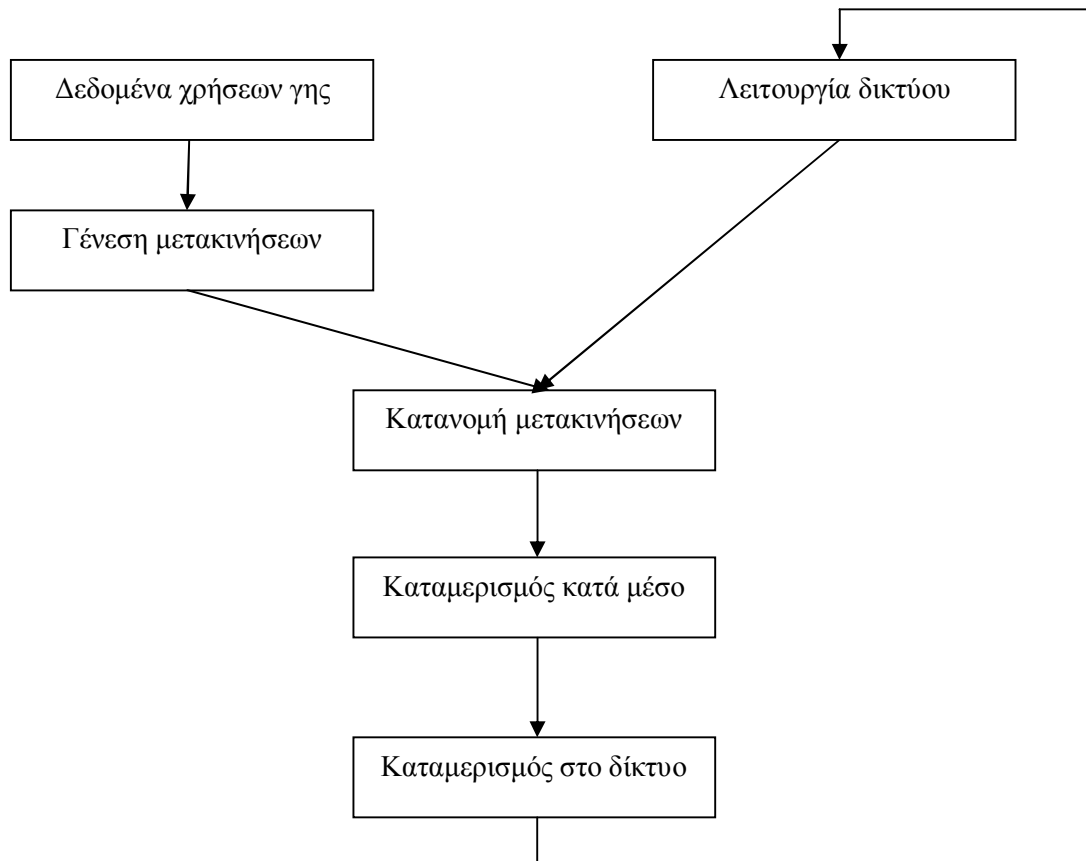 Δεδομένα χρήσεων γης
Λειτουργία δικτύου
Γένεση μετακινήσεων
Κατανομή μετακινήσεων
Καταμερισμός κατά μέσο
Καταμερισμός στο δίκτυο